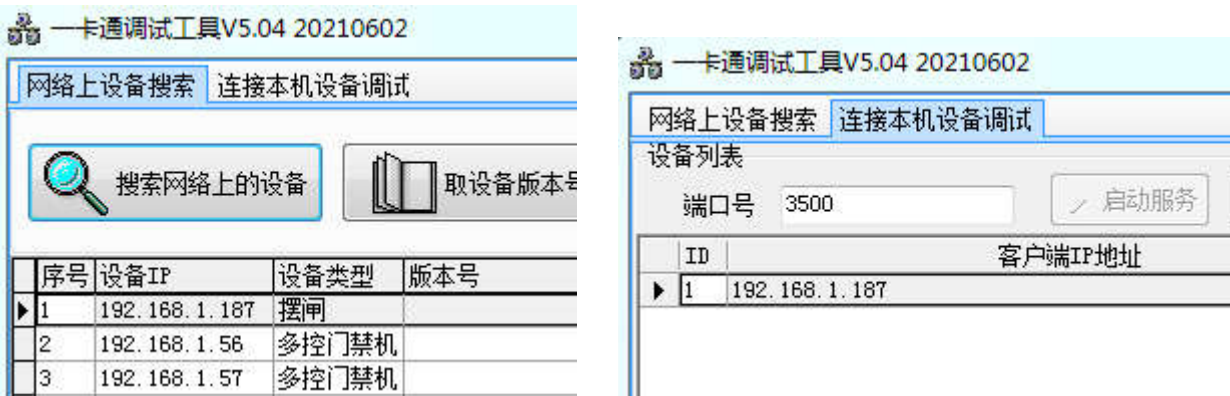 一卡通调试工具V5.04 20210602
网络上设备搜索 连接本机设备调试
搜索网络上的设备 取设备版本号
序号 设备IP 设备类型 版本号
1 192.168.1.187 摆闸
2 192.168.1.56 多控门禁机
3 192.168.1.57 多控门禁机
一卡通调试工具V5.04 20210602
网络上设备搜索 连接本机设备调试
设备列表
端口号 3500 启动服务
ID 客户端IP地址
1 192.168.1.187